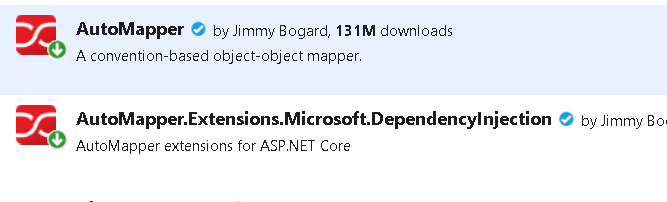 AutoMapper by Jimmy Bogard, 131M downloads
A convention-based object-object mapper.
AutoMapper.Extensions.Microsoft.DependencyInjection by Jimmy Bo
AutoMapper extensions for ASP.NET Core